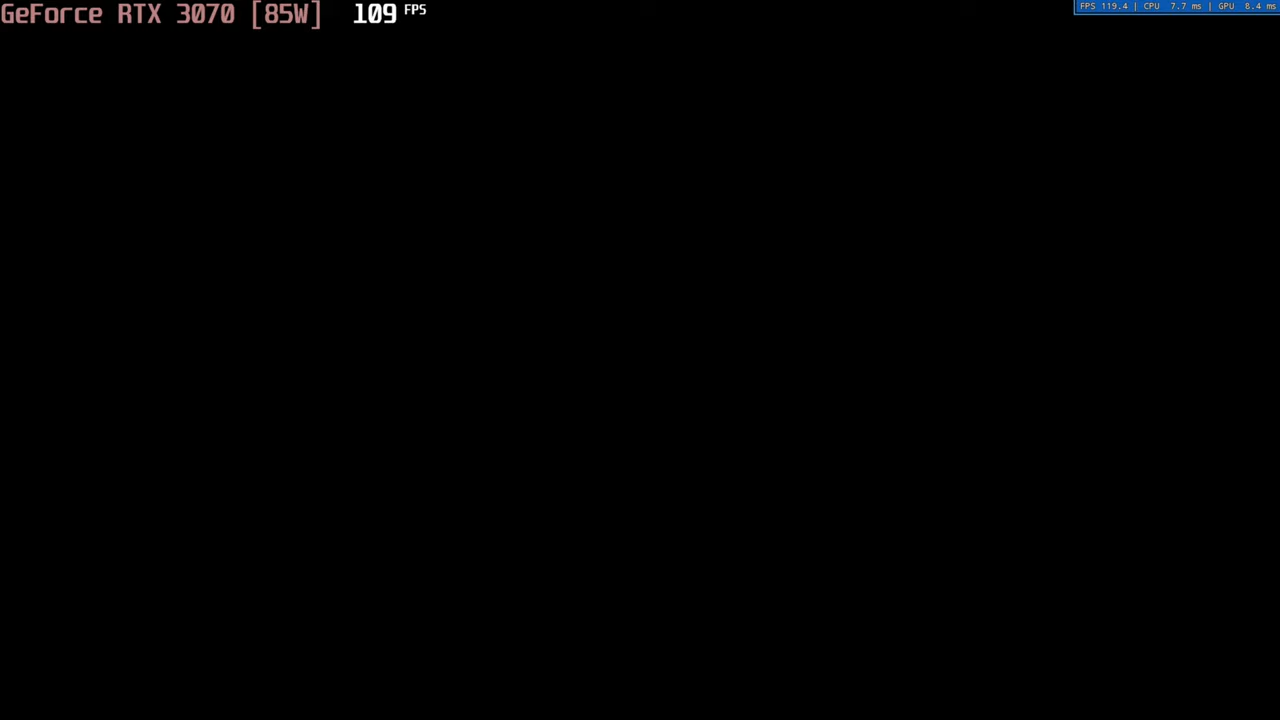 GeForce RTX 3070 [85W] 109 FPS
FPS 119.4 | CPU 7.7 ms | GPU 8.4 ms